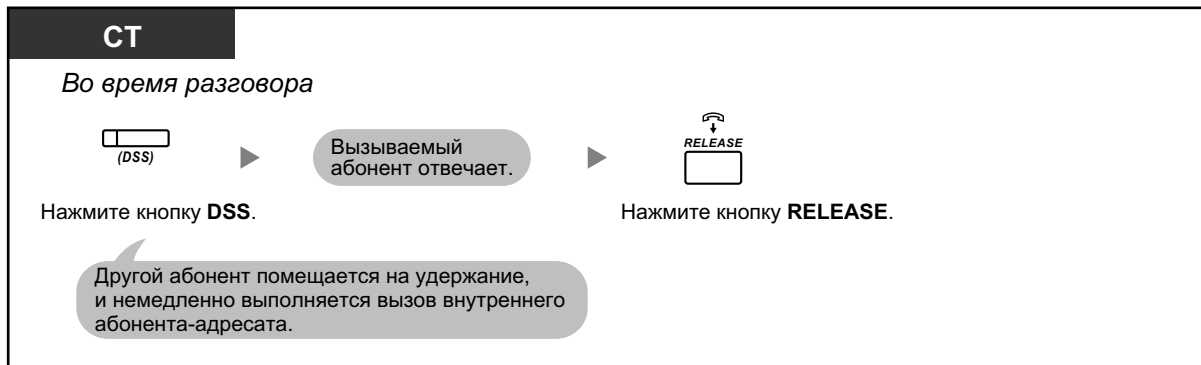 СТ
Во время разговора
(DSS)
Вызываемый
абонент отвечает.
RELEASE
Нажмите кнопку DSS.
Нажмите кнопку RELEASE.
Другой абонент помещается на удержание,
и немедленно выполняется вызов внутреннего
абонента-адресата.